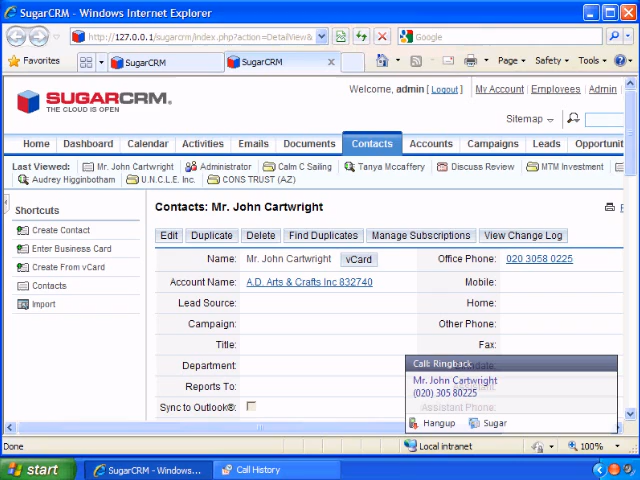 SugarCRM - Windows Internet Explorer
http://127.0.0.1/sugarcrm/index.php?action=DetailView&
Google
Favorites
SugarCRM
SugarCRM
Page
Safety
Tools
SUGARCRM.
THE CLOUD IS OPEN
Welcome, admin [ Logout ] My Account Employees Admin
Sitemap
Home Dashboard Calendar Activities Emails Documents Contacts Accounts Campaigns Leads Opportunit
Last Viewed: Mr. John Cartwright Administrator Calm C Sailing Tanya Mccaffery Discuss Review MTM Investment
Audrey Higginbotham U.N.C.L.E. Inc. CONS TRUST (AZ)
Shortcuts
Create Contact
Enter Business Card
Create From vCard
Contacts
Import
Contacts: Mr. John Cartwright
Edit Duplicate Delete Find Duplicates Manage Subscriptions View Change Log
Name: Mr. John Cartwright vCard Office Phone: 020 3058 0225
Account Name: A.D. Arts & Crafts Inc 832740 Mobile:
Lead Source: Home:
Campaign: Other Phone:
Title: Fax:
Department:
Reports To:
Sync to Outlook®: Assistant Phone:
Call: Ringback
Mr. John Cartwright
(020) 305 80225
Hangup Sugar
Done Local intranet 100%
start SugarCRM - Windows... Call History